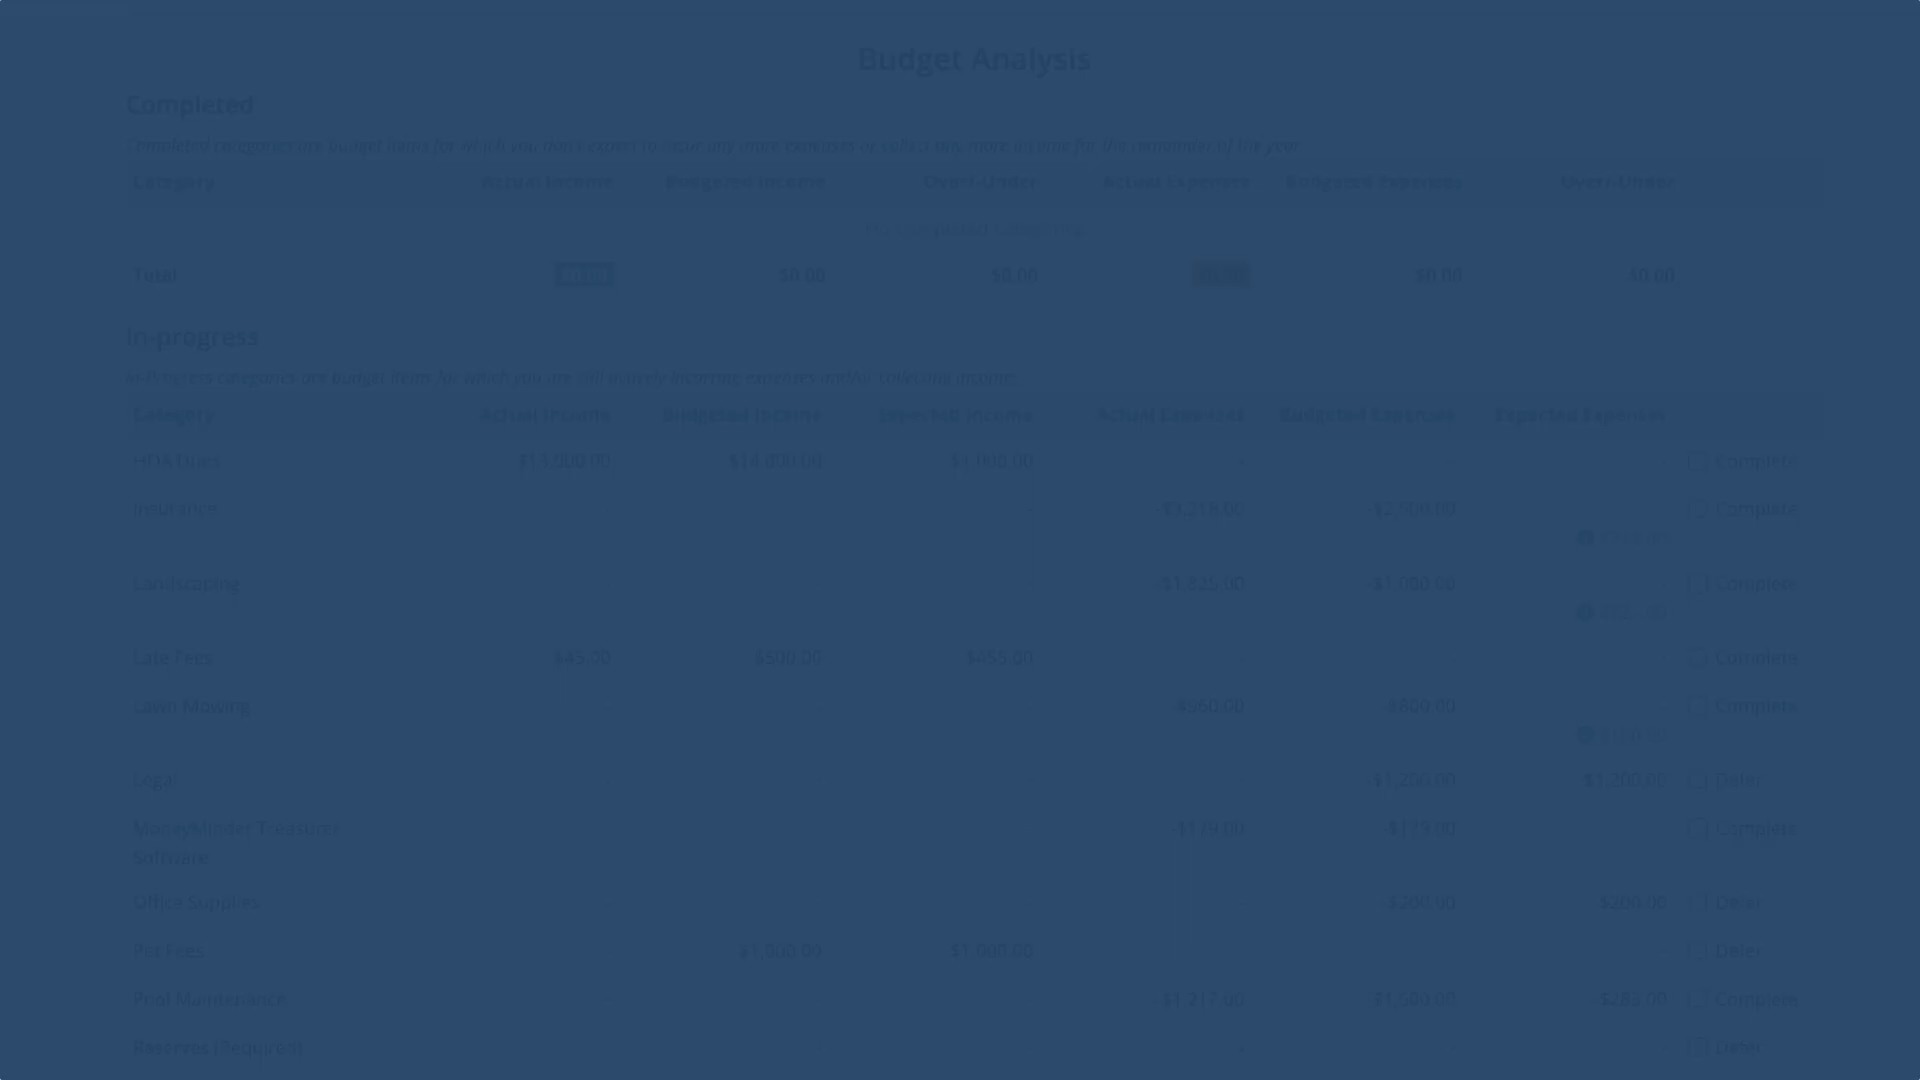 Budget Analysis
Completed
Completed categories are budget items for which you don't expect to incur any more expenses or collect any more income for the remainder of the year.
Category Actual Income Budgeted Income Over/-Under Actual Expenses Budgeted Expenses Over/-Under
No completed categories
Total $0.00 $0.00 $0.00 $0.00 $0.00 $0.00
In-progress
In-Progress categories are budget items for which you are still actively incurring expenses and/or collecting income.
Category Actual Income Budgeted Income Expected Income Actual Expenses Budgeted Expenses Expected Expenses
HOA Dues $13,000.00 $14,000.00 $1,000.00 - - Complete
Insurance - -$2,500.00 Complete
Landscaping -$1,825.00 -$1,000.00 Complete
Late Fees $45.00 $500.00 $455.00 - Complete
Lawn Mowing - -$960.00 -$800.00 Complete
Legal -$1,200.00 -$1,200.00 Defer
MoneyMinder Treasurer -$179.00 -$179.00 Complete
Software
Office Supplies -$200.00 -$200.00 Defer
Pet Fees $1,000.00 $1,000.00 Defer
Pool Maintenance -$1,217.00 -$1,500.00 -$283.00 Complete
Reserves (Required) - Defer